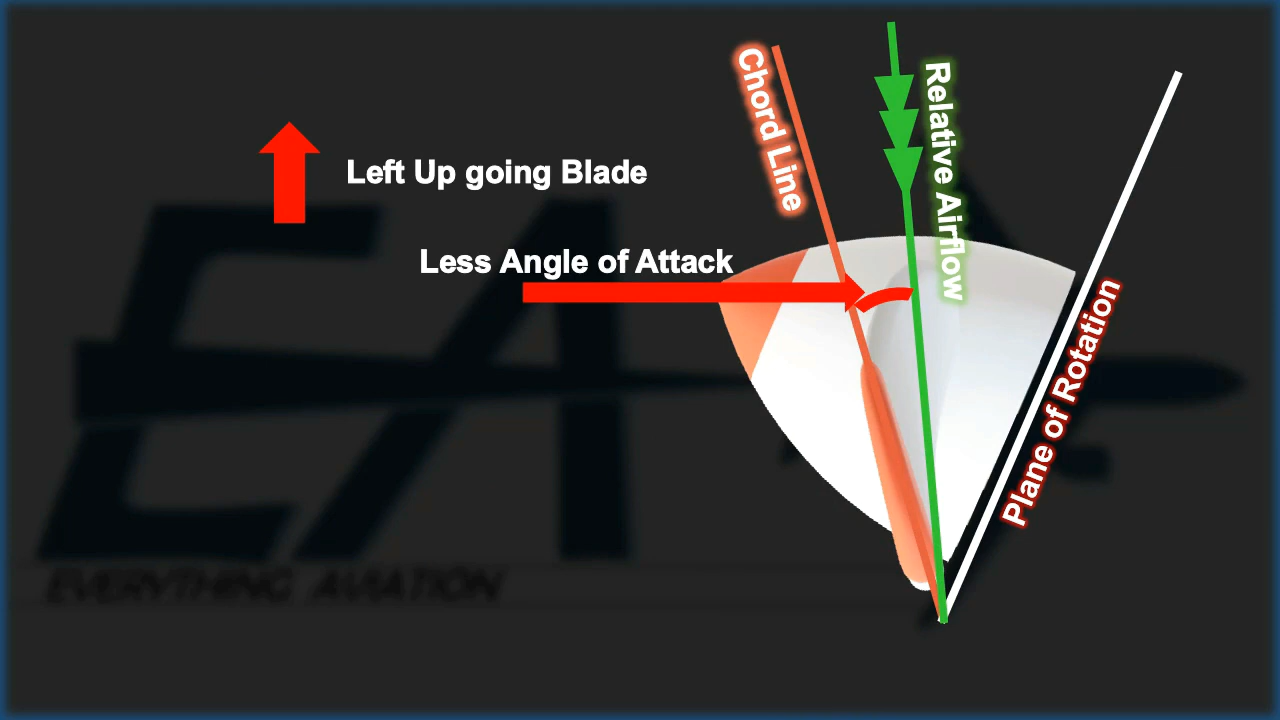 Chord Line
Relative Airflow
Left Up going Blade
Less Angle of Attack
Plane of Rotation
EA
EVERYTHING AVIATION